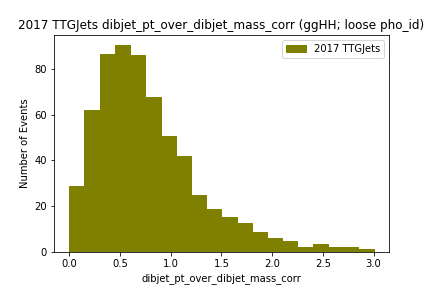 2017 TTGJets dibjet_pt_over_dibjet_mass_corr (ggHH; loose pho_id)
2017 TTGJets
Number of Events
80
60
40
20
0
0.0 0.5 1.0 1.5 2.0 2.5 3.0
dibjet_pt_over_dibjet_mass_corr